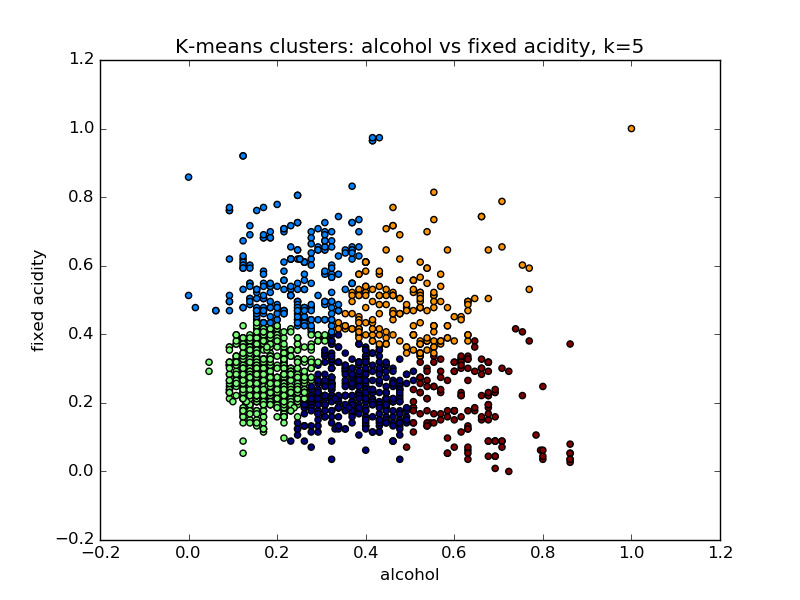 K-means clusters: alcohol vs fixed acidity, k=5
1.2
1.0
0.8
0.6
0.4
0.2
0.0
−0.2
fixed acidity
−0.2 0.0 0.2 0.4 0.6 0.8 1.0 1.2
alcohol